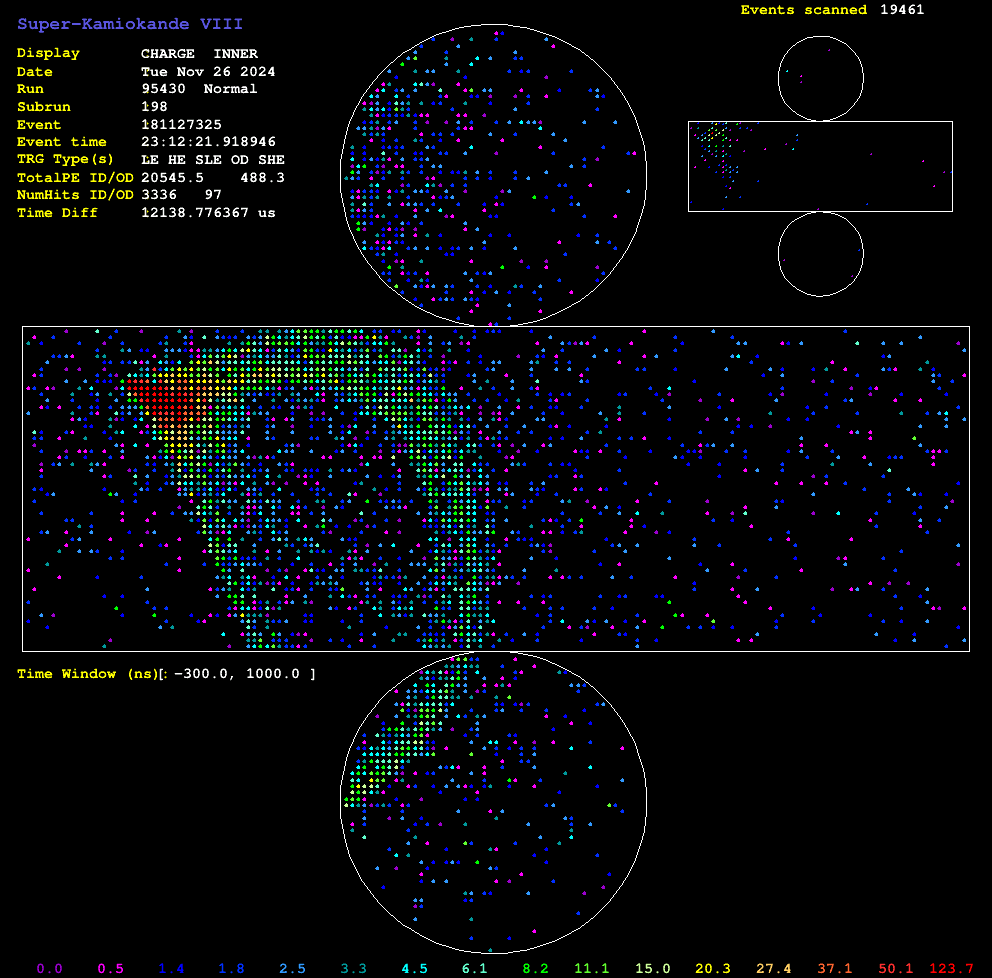 Super-Kamiokande VIII
Events scanned 19461
Display CHARGE INNER
Date Tue Nov 26 2024
Run 95430 Normal
Subrun 198
Event 181127325
Event time 23:12:21.918946
TRG Type(s) LE HE SLE OD SHE
TotalPE ID/OD 20545.5 488.3
NumHits ID/OD 3336 97
Time Diff 12138.776367 us
Time Window (ns)[: −300.0, 1000.0 ]
0.0 0.5 1.4 1.8 2.5 3.3 4.5 6.1 8.2 11.1 15.0 20.3 27.4 37.1 50.1 123.7